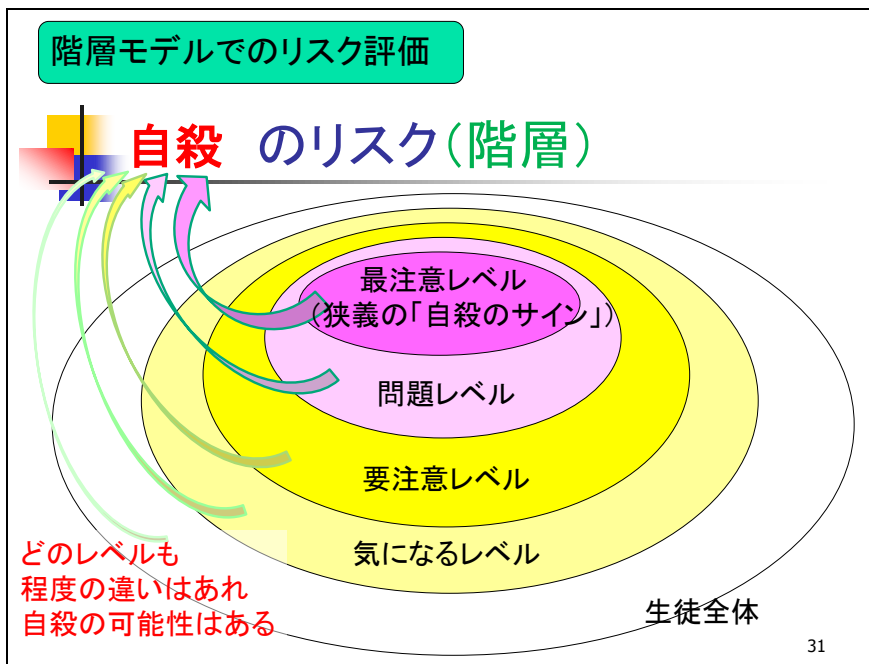 階層モデルでのリスク評価
自殺 のリスク(階層)
最注意レベル
(狭義の「自殺のサイン」)
問題レベル
要注意レベル
気になるレベル
生徒全体
どのレベルも
程度の違いはあれ
自殺の可能性はある
31